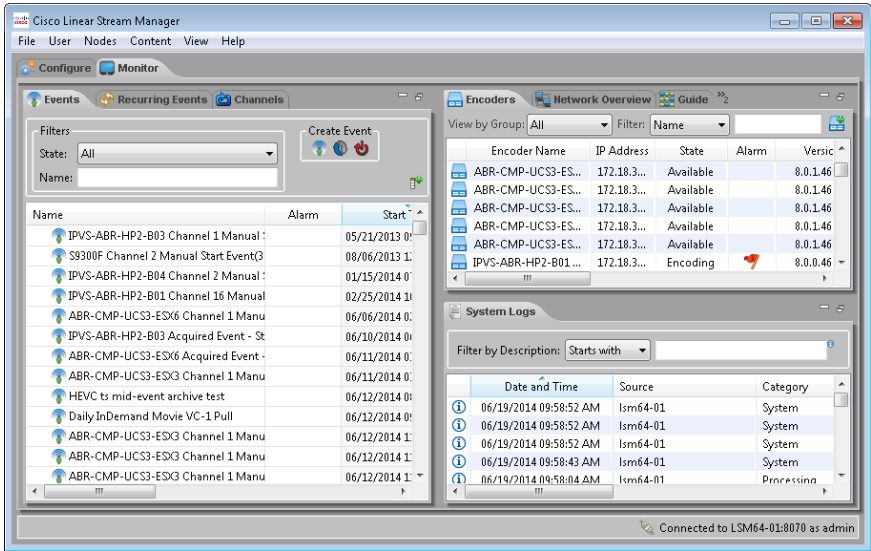 Cisco Linear Stream Manager
File User Nodes Content View Help
Configure Monitor
Events Recurring Events Channels
Filters
State: All
Name:
Create Event
Name Alarm Start
IPVS-ABR-HP2-B03 Channel 1 Manual 05/21/2013
S9300F Channel 2 Manual Start Event(3 08/06/2013 1
IPVS-ABR-HP2-B04 Channel 2 Manual 01/15/2014
IPVS-ABR-HP2-B01 Channel 16 Manual 02/25/2014 1
ABR-CMP-UCS3-ESX6 Channel 1 Manu 06/06/2014
IPVS-ABR-HP2-B03 Acquired Event - St 06/10/2014
ABR-CMP-UCS3-ESX6 Acquired Event - 06/11/2014
ABR-CMP-UCS3-ESX3 Channel 1 Manu 06/11/2014
HEVC ts mid-event archive test 06/12/2014
Daily InDemand Movie VC-1 Pull 06/12/2014
ABR-CMP-UCS3-ESX3 Channel 1 Manu 06/12/2014 1
ABR-CMP-UCS3-ESX3 Channel 1 Manu 06/12/2014 1
ABR-CMP-UCS3-ESX3 Channel 1 Manu 06/12/2014 1
Encoders Network Overview Guide »2
View by Group: All Filter: Name
Encoder Name IP Address State Alarm Versic
ABR-CMP-UCS3-ES... 172.18.3... Available 8.0.1.46
ABR-CMP-UCS3-ES... 172.18.3... Available 8.0.1.46
ABR-CMP-UCS3-ES... 172.18.3... Available 8.0.1.46
ABR-CMP-UCS3-ES... 172.18.3... Available 8.0.1.46
ABR-CMP-UCS3-ES... 172.18.3... Available 8.0.1.46
IPVS-ABR-HP2-B01 ... 172.18.3... Encoding 8.0.0.46
System Logs
Filter by Description: Starts with
Date and Time Source Category
06/19/2014 09:58:52 AM lsm64-01 System
06/19/2014 09:58:52 AM lsm64-01 System
06/19/2014 09:58:52 AM lsm64-01 System
06/19/2014 09:58:43 AM lsm64-01 System
06/19/2014 09:58:04 AM lsm64-01 Processing
Connected to LSM64-01:8070 as admin